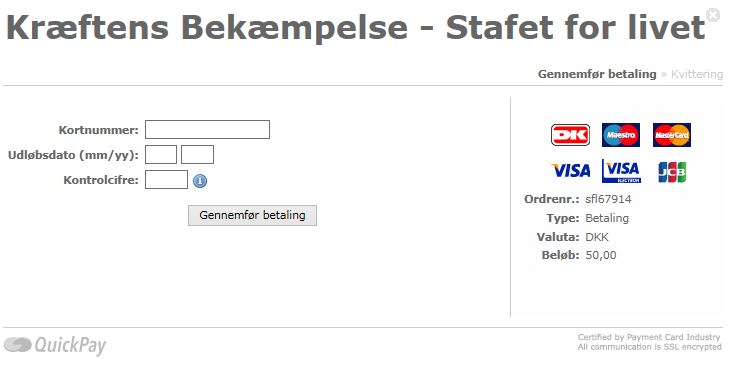 Kræftens Bekæmpelse - Stafet for livet
Gennemfør betaling » Kvittering
Kortnummer:
Udløbsdato (mm/yy):
Kontrolcifre:
Gennemfør betaling
DK Maestro MasterCard
VISA VISA ELECTRON JCB
Ordrenr.: sfl67914
Type: Betaling
Valuta: DKK
Beløb: 50,00
QuickPay
Certified by Payment Card Industry
All communication is SSL encrypted